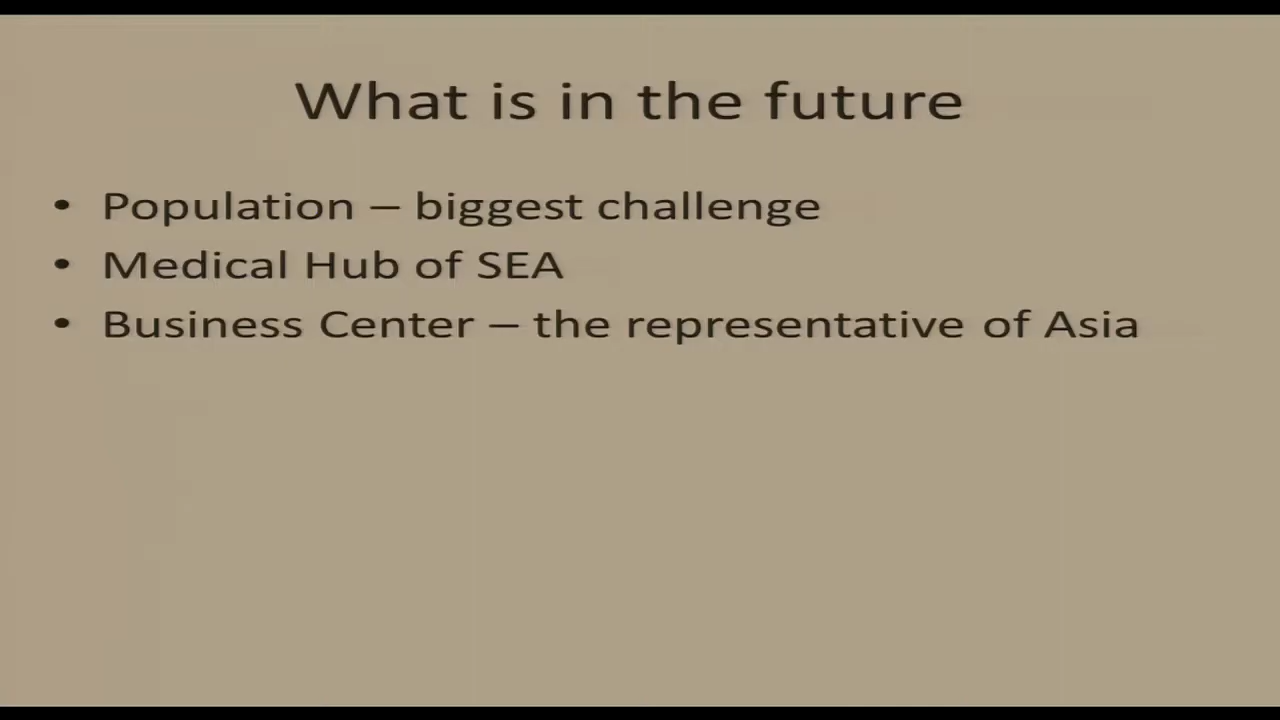 What is in the future
• Population – biggest challenge
• Medical Hub of SEA
• Business Center – the representative of Asia